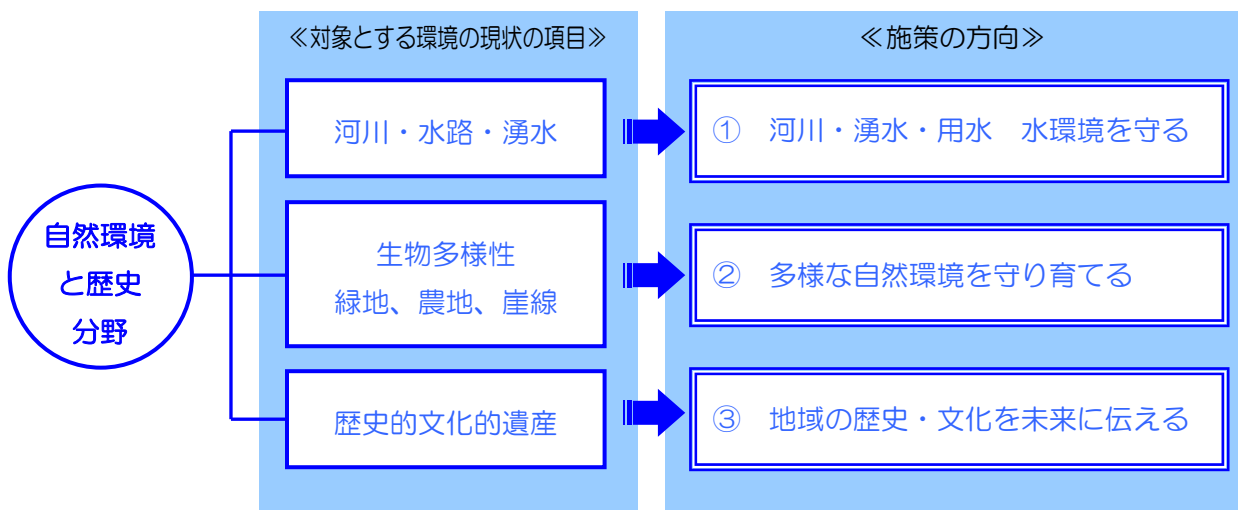 ≪対象とする環境の現状の項目≫
≪施策の方向≫
自然環境
と歴史
分野
河川・水路・湧水
① 河川・湧水・用水 水環境を守る
生物多様性
緑地、農地、崖線
② 多様な自然環境を守り育てる
歴史的文化的遺産
③ 地域の歴史・文化を未来に伝える